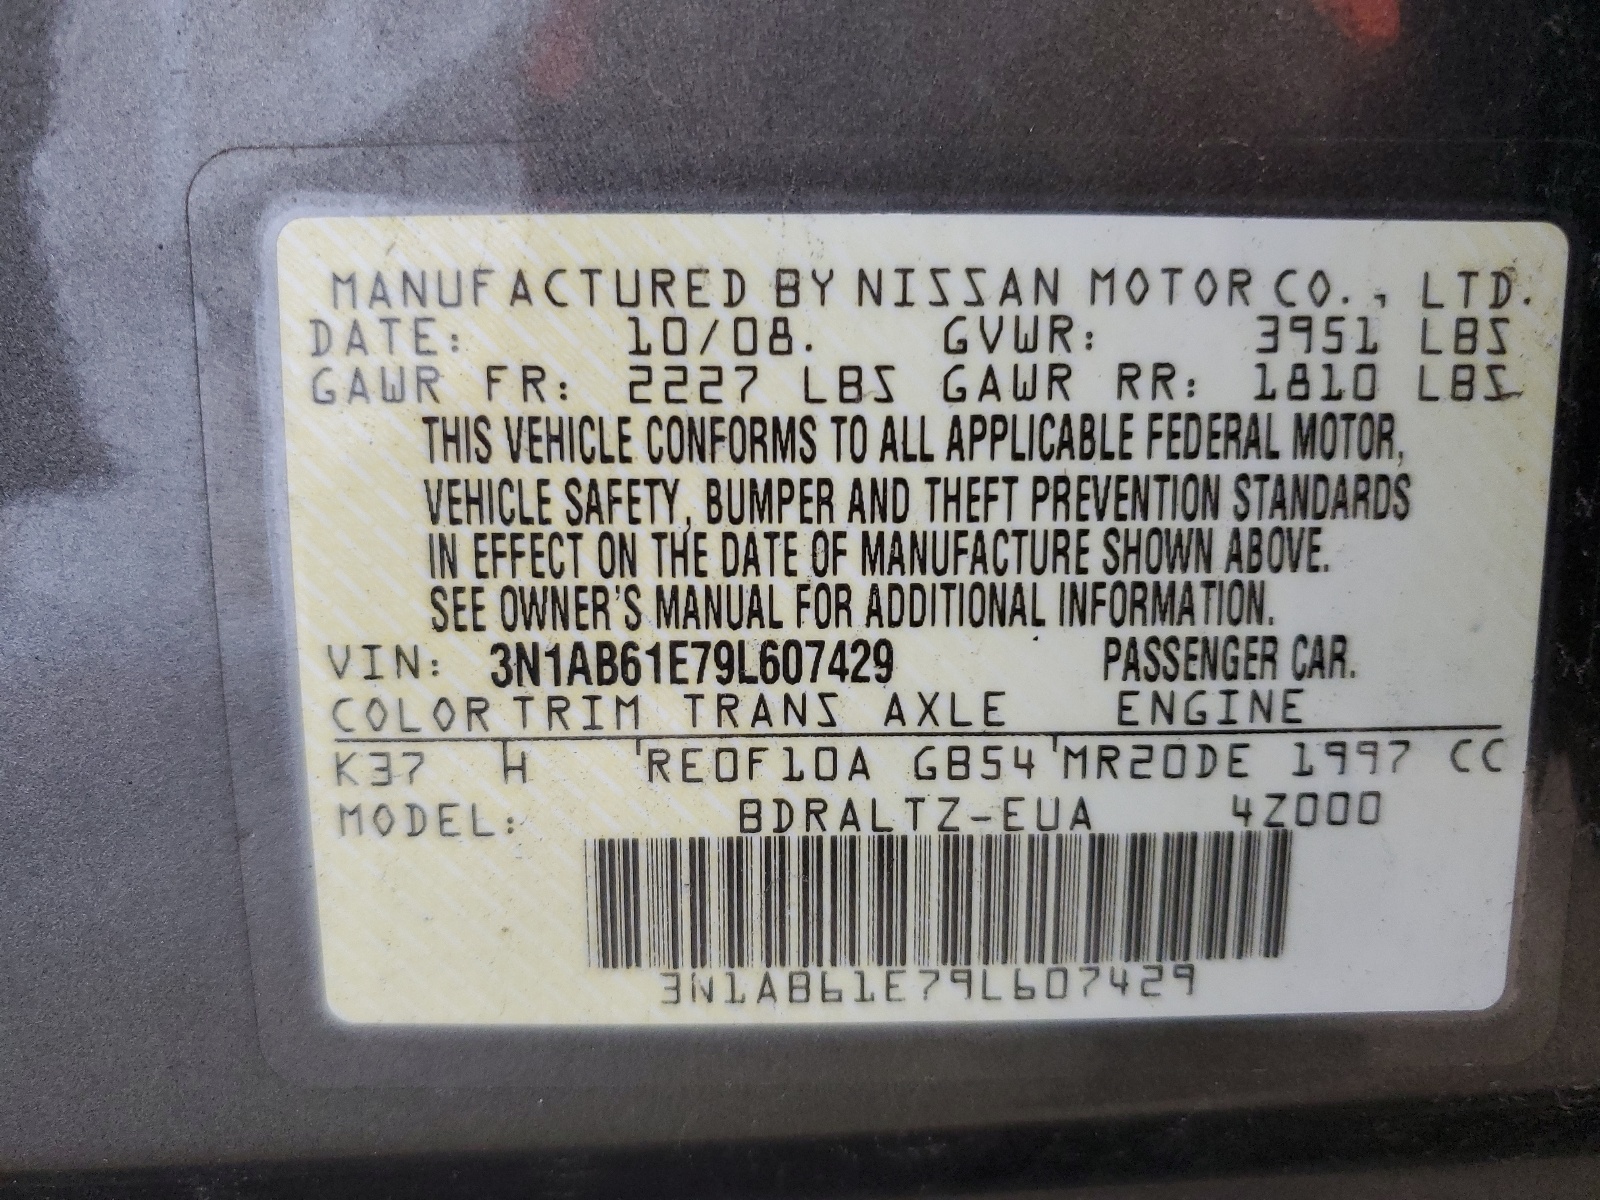 MANUFACTURED BY NISSAN MOTOR CO., LTD.
DATE: 10/08. GVWR: 3951 LBS
GAWR FR: 2227 LBS GAWR RR: 1810 LBS
THIS VEHICLE CONFORMS TO ALL APPLICABLE FEDERAL MOTOR,
VEHICLE SAFETY, BUMPER AND THEFT PREVENTION STANDARDS
IN EFFECT ON THE DATE OF MANUFACTURE SHOWN ABOVE.
SEE OWNER'S MANUAL FOR ADDITIONAL INFORMATION.
VIN: 3N1AB61E79L607429 PASSENGER CAR.
COLOR TRIM TRANS AXLE ENGINE
K37 H RE0F10A GB54 MR20DE 1997 CC
MODEL: BDRALTZ-EUA 4Z000
3N1AB61E79L607429